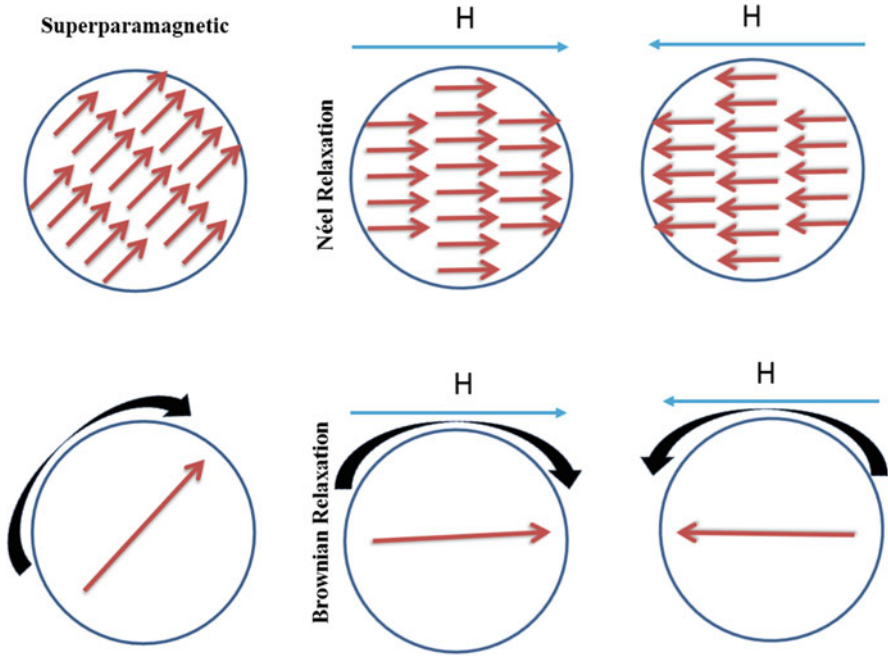 Superparamagnetic
H
H
Néel Relaxation
H
H
Brownian Relaxation